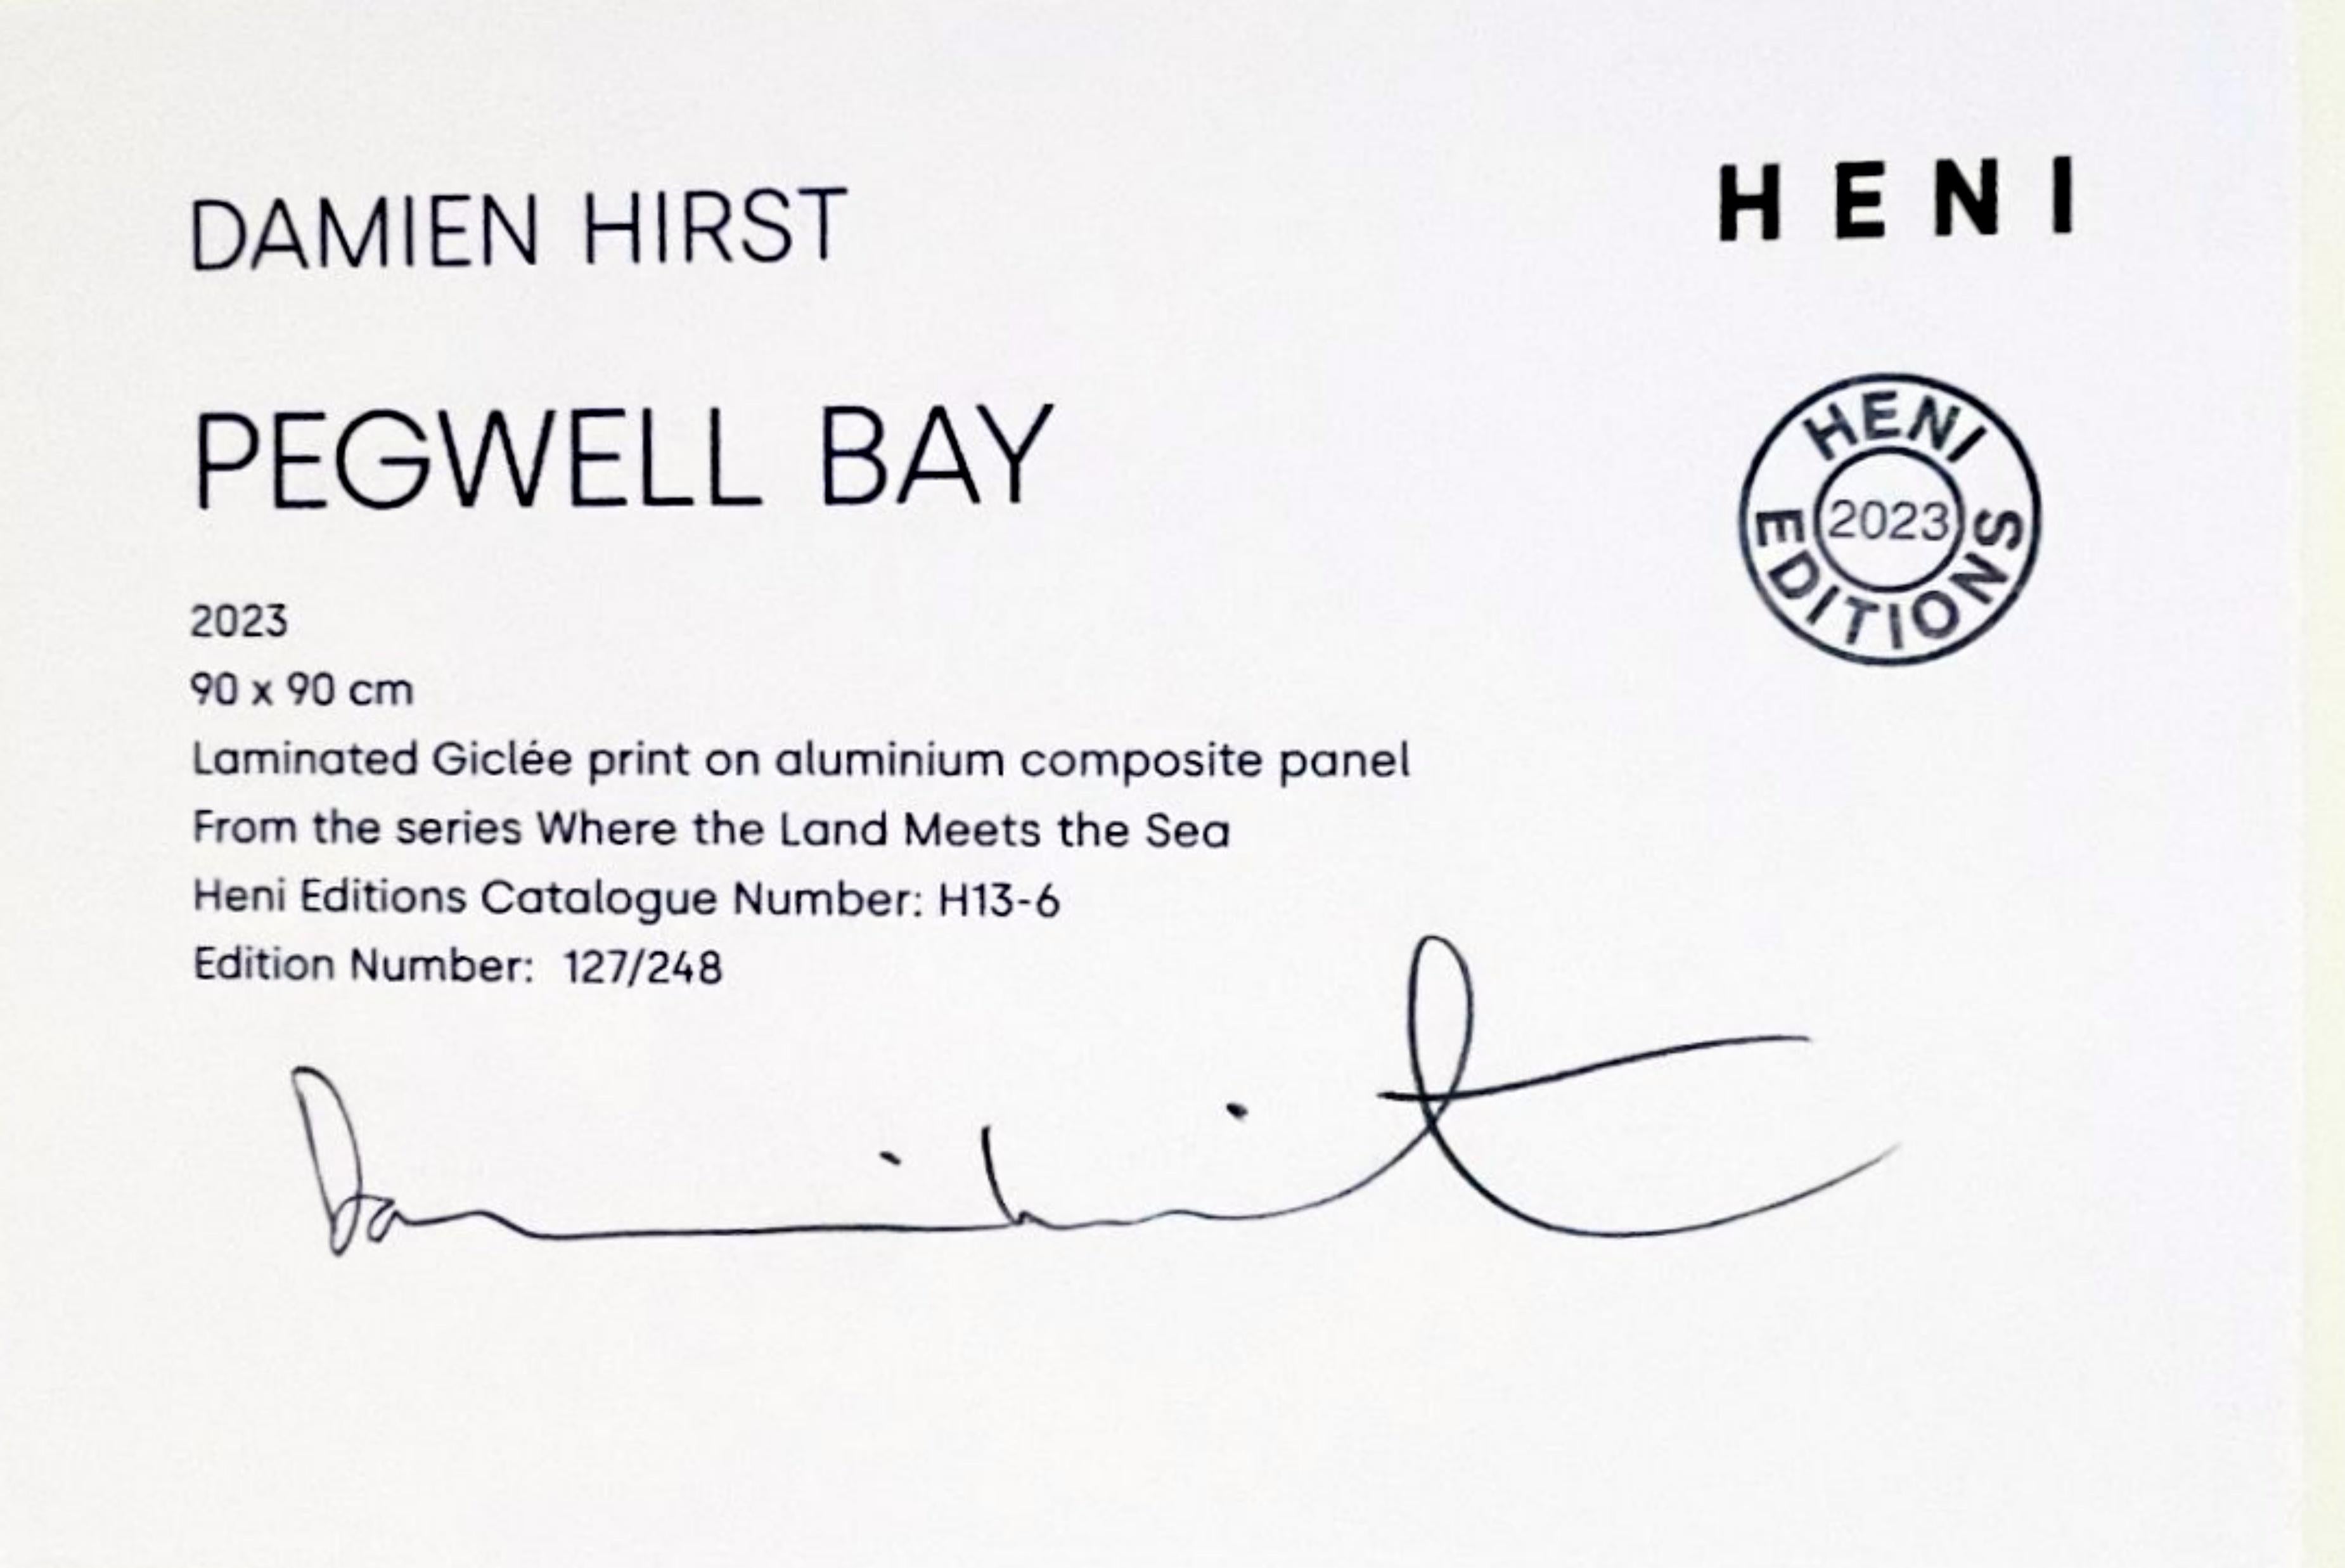 DAMIEN HIRST
HENI
PEGWELL BAY
HENI
2023
EDITIONS
2023
90 x 90 cm
Laminated Giclée print on aluminium composite panel
From the series Where the Land Meets the Sea
Heni Editions Catalogue Number: H13-6
Edition Number: 127/248